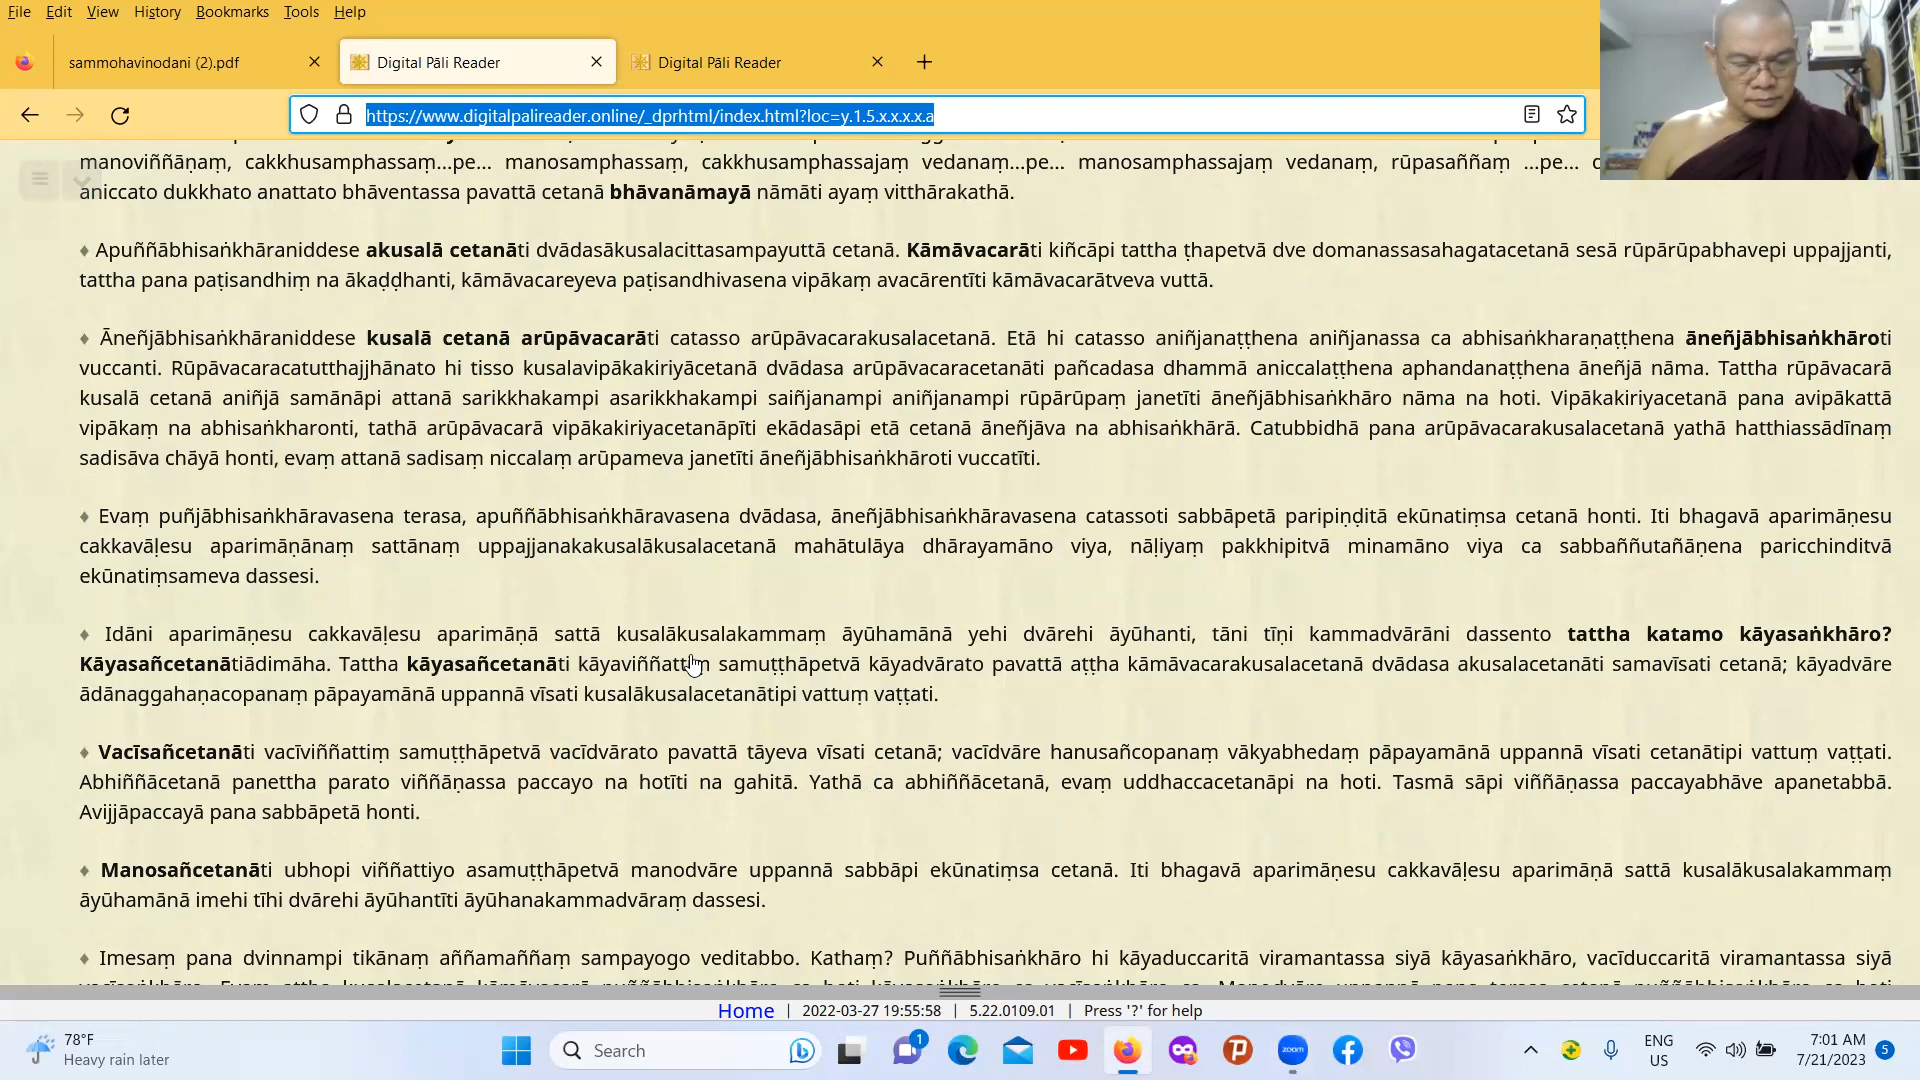 File Edit View History Bookmarks Tools Help
sammohavinodani (2).pdf
Digital Pāli Reader
Digital Pāli Reader
https://www.digitalpalireader.online/_dprhtml/index.html?loc=y.1.5.x.x.x.x.a
manoviññāṇaṃ, cakkhusamphassaṃ...pe... manosamphassaṃ, cakkhusamphassajaṃ vedanaṃ...pe... manosamphassajaṃ vedanaṃ, rūpasaññaṃ ...pe...
aniccato dukkhato anattato bhāventassa pavattā cetanā bhāvanāmayā nāmāti ayaṃ vitthārakathā.
♦ Apuññābhisaṅkhāraniddese akusalā cetanāti dvādasākusalacittasampayuttā cetanā. Kāmāvacarāti kiñcāpi tattha ṭhapetvā dve domanassasahagatacetanā sesā rūpārūpabhavepi uppajjanti,
tattha pana paṭisandhiṃ na ākaḍḍhanti, kāmāvacareyeva paṭisandhivasena vipākaṃ avacārentīti kāmāvacarātveva vuttā.
♦ Āneñjābhisaṅkhāraniddese kusalā cetanā arūpāvacarāti catasso arūpāvacarakusalacetanā. Etā hi catasso aniñjanaṭṭhena aniñjanassa ca abhisaṅkharaṇaṭṭhena āneñjābhisaṅkhāroti
vuccanti. Rūpāvacaracatutthajjhānato hi tisso kusalavipākakiriyācetanā dvādasa arūpāvacaracetanāti pañcadasa dhammā aniccalaṭṭhena aphandanaṭṭhena āneñjā nāma. Tattha rūpāvacarā
kusalā cetanā aniñjā samānāpi attanā sarikkhakampi asarikkhakampi saiñjanampi aniñjanampi rūpārūpaṃ janetīti āneñjābhisaṅkhāro nāma na hoti. Vipākakiriyacetanā pana avipākattā
vipākaṃ na abhisaṅkharonti, tathā arūpāvacarā vipākakiriyacetanāpīti ekādasāpi etā cetanā āneñjāva na abhisaṅkhārā. Catubbidhā pana arūpāvacarakusalacetanā yathā hatthiassādīnaṃ
sadisāva chāyā honti, evaṃ attanā sadisaṃ niccalaṃ arūpameva janetīti āneñjābhisaṅkhāroti vuccatīti.
♦ Evaṃ puñjābhisaṅkhāravasena terasa, apuññābhisaṅkhāravasena dvādasa, āneñjābhisaṅkhāravasena catassoti sabbāpetā paripiṇḍitā ekūnatiṃsa cetanā honti. Iti bhagavā aparimāṇesu
cakkavāḷesu aparimāṇānaṃ sattānaṃ uppajjanakakusalākusalacetanā mahātulāya dhārayamāno viya, nāḷiyaṃ pakkhipitvā minamāno viya ca sabbaññutañāṇena paricchinditvā
ekūnatiṃsameva dassesi.
♦ Idāni aparimāṇesu cakkavāḷesu aparimāṇā sattā kusalākusalakammaṃ āyūhamānā yehi dvārehi āyūhanti, tāni tīṇi kammadvārāni dassento tattha katamo kāyasaṅkhāro?
Kāyasañcetanātiādimāha. Tattha kāyasañcetanāti kāyaviññattiṃ samuṭṭhāpetvā kāyadvārato pavattā aṭṭha kāmāvacarakusalacetanā dvādasa akusalacetanāti samavīsati cetanā; kāyadvāre
ādānaggahaṇacopanaṃ pāpayamānā uppannā vīsati kusalākusalacetanātipi vattuṃ vaṭṭati.
♦ Vacīsañcetanāti vacīviññattiṃ samuṭṭhāpetvā vacīdvārato pavattā tāyeva vīsati cetanā; vacīdvāre hanusañcopanaṃ vākyabhedaṃ pāpayamānā uppannā vīsati cetanātipi vattuṃ vaṭṭati.
Abhiññācetanā panettha parato viññāṇassa paccayo na hotīti na gahitā. Yathā ca abhiññācetanā, evaṃ uddhaccacetanāpi na hoti. Tasmā sāpi viññāṇassa paccayabhāve apanetabbā.
Avijjāpaccayā pana sabbāpetā honti.
♦ Manosañcetanāti ubhopi viññattiyo asamuṭṭhāpetvā manodvāre uppannā sabbāpi ekūnatiṃsa cetanā. Iti bhagavā aparimāṇesu cakkavāḷesu aparimāṇā sattā kusalākusalakammaṃ
āyūhamānā imehi tīhi dvārehi āyūhantīti āyūhanakammadvāraṃ dassesi.
♦ Imesaṃ pana dvinnampi tikānaṃ aññamaññaṃ sampayogo veditabbo. Kathaṃ? Puññābhisaṅkhāro hi kāyaduccaritā viramantassa siyā kāyasaṅkhāro, vacīduccaritā viramantassa siyā
Home | 2022-03-27 19:55:58 | 5.22.0109.01 | Press '?' for help
78°F
Heavy rain later
Search
1
zoom
ENG
US
7:01 AM
7/21/2023
5